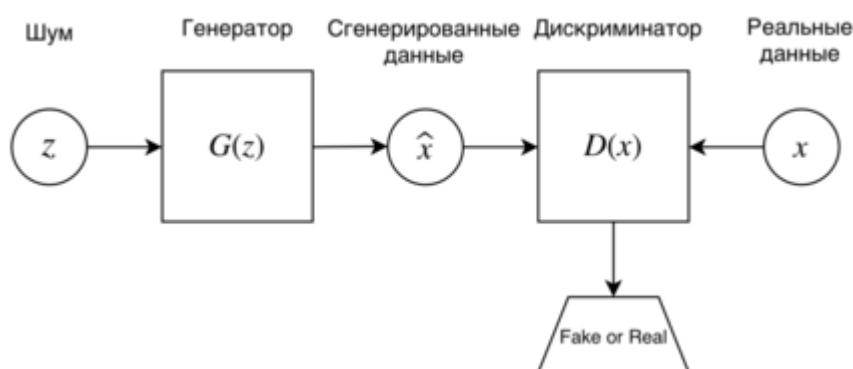 Шум
Генератор
Сгенерированные
данные
Дискриминатор
Реальные
данные
z
G(z)
x̂
D(x)
x
Fake or Real